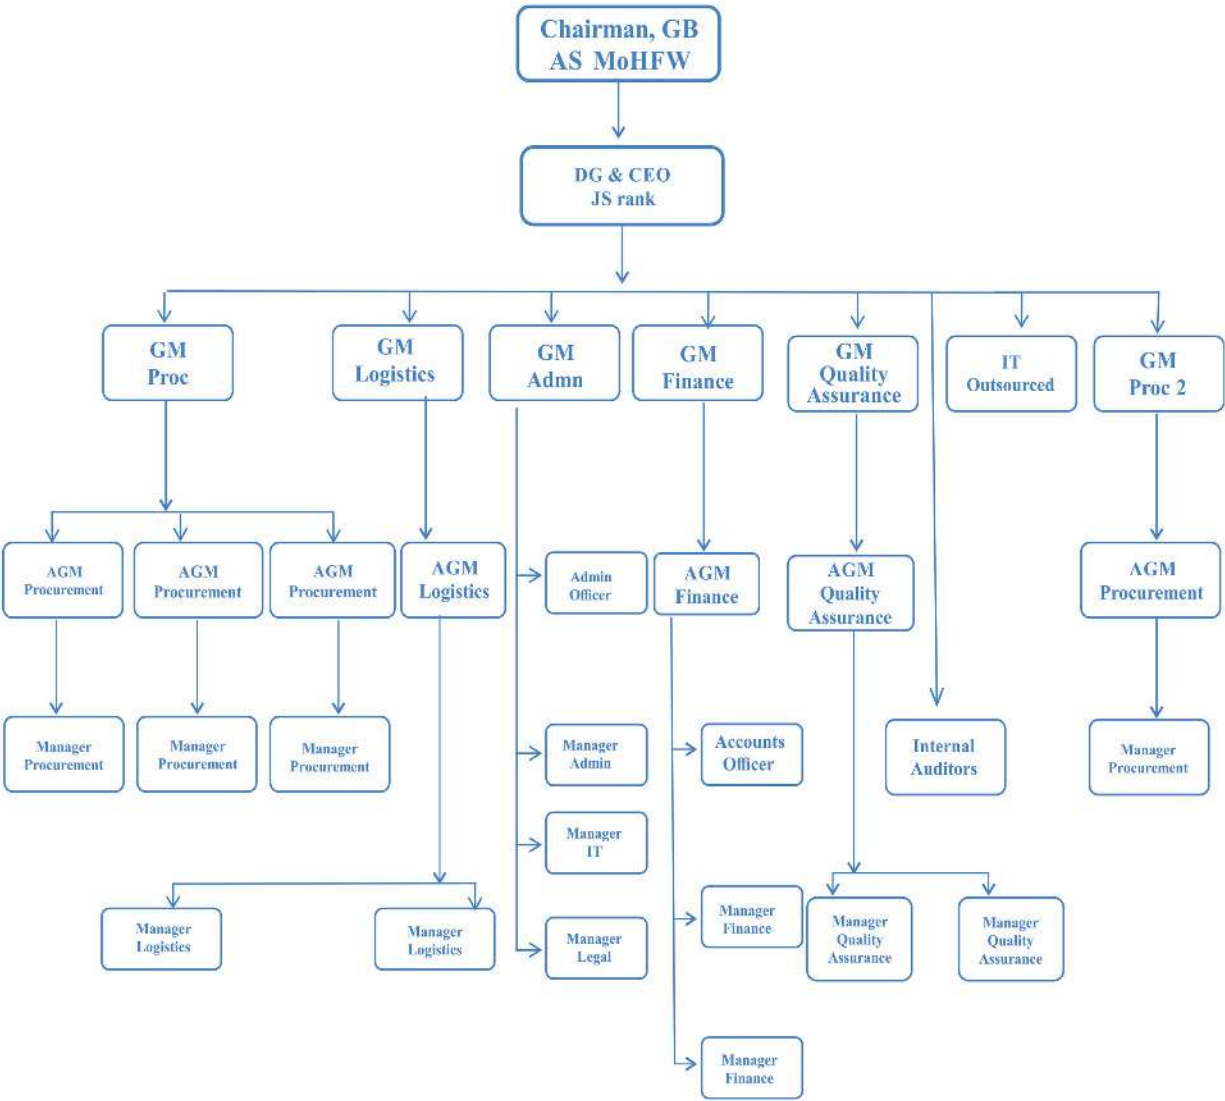 Chairman, GB
AS MoHFW
DG & CEO
JS rank
GM
Proc
GM
Logistics
GM
Admn
GM
Finance
GM
Quality
Assurance
IT
Outsourced
GM
Proc 2
AGM
Procurement
AGM
Procurement
AGM
Procurement
AGM
Logistics
Admin
Officer
AGM
Finance
AGM
Quality
Assurance
AGM
Procurement
Manager
Procurement
Manager
Procurement
Manager
Procurement
Manager
Admin
Accounts
Officer
Internal
Auditors
Manager
Procurement
Manager
IT
Manager
Logistics
Manager
Logistics
Manager
Legal
Manager
Finance
Manager
Quality
Assurance
Manager
Quality
Assurance
Manager
Finance